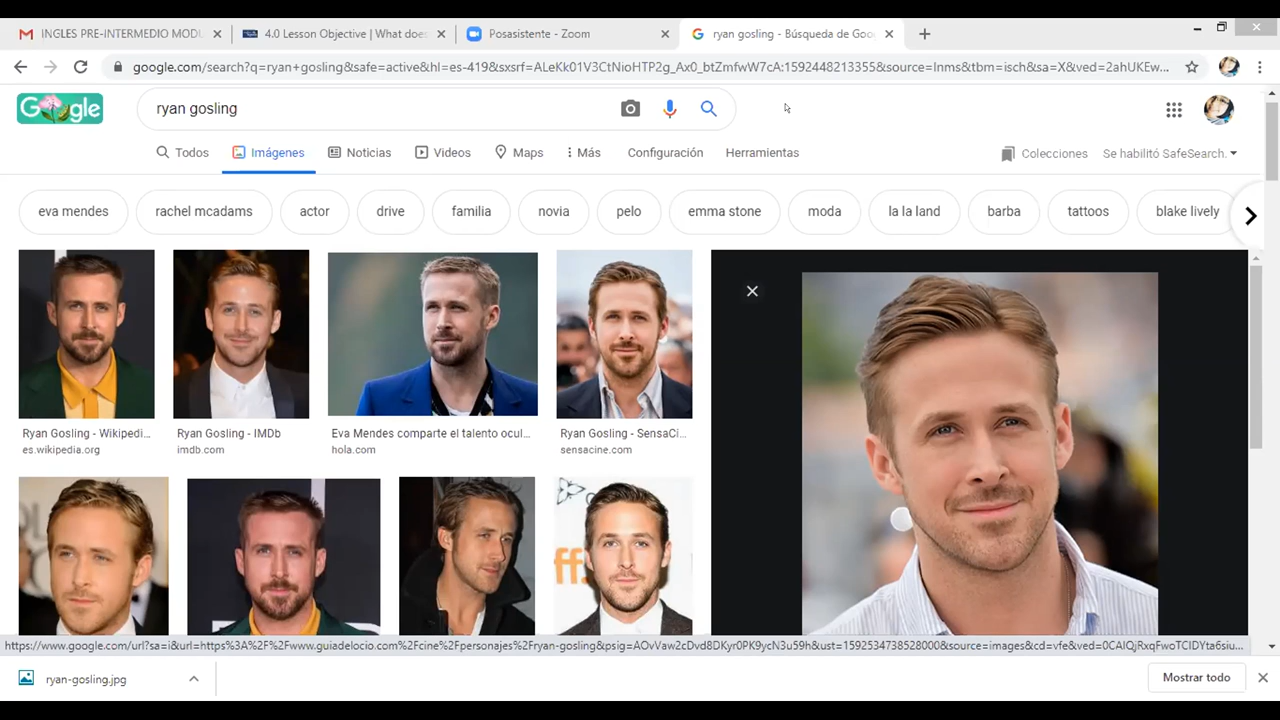 INGLES PRE-INTERMEDIO MODU
4.0 Lesson Objective | What does
Posasistente - Zoom
ryan gosling - Búsqueda de Goo
google.com/search?q=ryan+gosling&safe=active&hl=es-419&sxsrf=ALeKk01V3CtNioHTP2g_Ax0_btZmfwW7cA:1592448213355&source=lnms&tbm=isch&sa=X&ved=2ahUKEw...
Google
ryan gosling
Todos
Imágenes
Noticias
Videos
Maps
Más
Configuración
Herramientas
Colecciones
Se habilitó SafeSearch.
eva mendes
rachel mcadams
actor
drive
familia
novia
pelo
emma stone
moda
la la land
barba
tattoos
blake lively
Ryan Gosling - Wikipedi...
es.wikipedia.org
Ryan Gosling - IMDb
imdb.com
Eva Mendes comparte el talento ocul...
hola.com
Ryan Gosling - SensaCi...
sensacine.com
https://www.google.com/url?sa=i&url=https%3A%2F%2Fwww.guiadelocio.com%2Fcine%2Fpersonajes%2Fryan-gosling&psig=AOvVaw2cDvd8DKyr0PK9ycN3u59h&ust=1592534738528000&source=images&cd=vfe&ved=0CAIQjRxqFwoTCIDYta6siu...
ryan-gosling.jpg
Mostrar todo